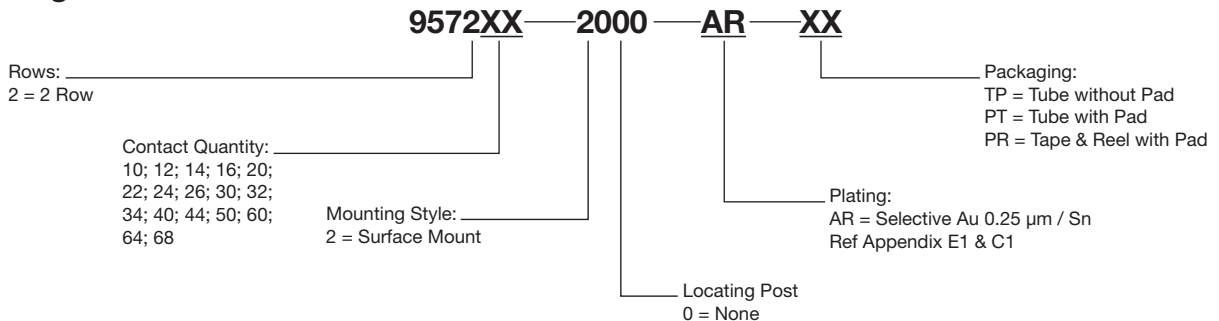 9572XX 2000 AR XX
Rows:
2 = 2 Row
Contact Quantity:
10; 12; 14; 16; 20;
22; 24; 26; 30; 32;
34; 40; 44; 50; 60;
64; 68
Mounting Style:
2 = Surface Mount
Locating Post
0 = None
Plating:
AR = Selective Au 0.25 µm / Sn
Ref Appendix E1 & C1
Packaging:
TP = Tube without Pad
PT = Tube with Pad
PR = Tape & Reel with Pad